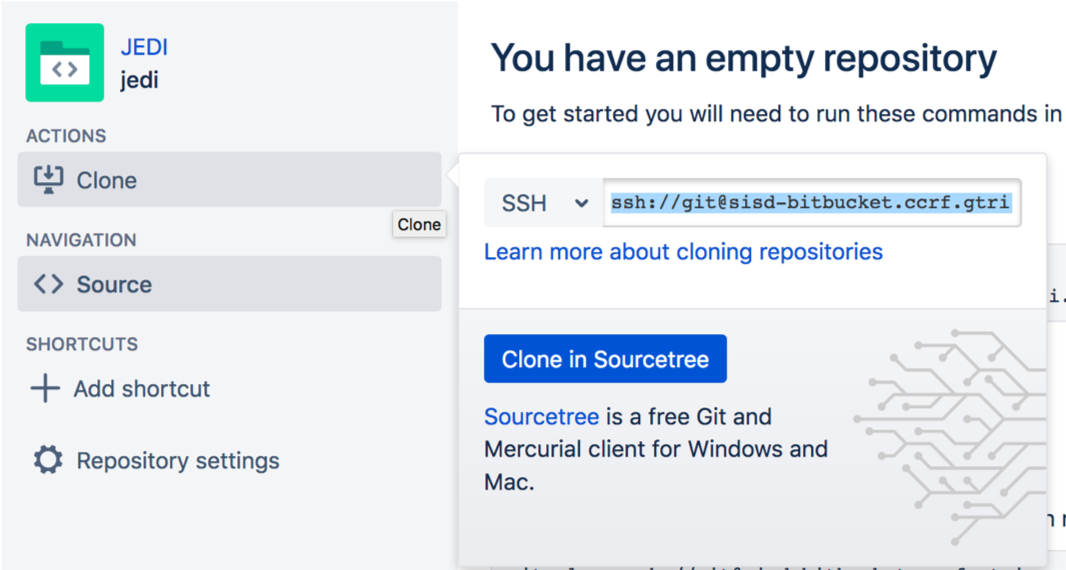 JEDI
jedi
ACTIONS
Clone
Clone
NAVIGATION
Source
SHORTCUTS
Add shortcut
Repository settings
You have an empty repository
To get started you will need to run these commands in
SSH
ssh://git@sisd-bitbucket.ccrf.gtri
Learn more about cloning repositories
Clone in Sourcetree
Sourcetree is a free Git and
Mercurial client for Windows and
Mac.
i.